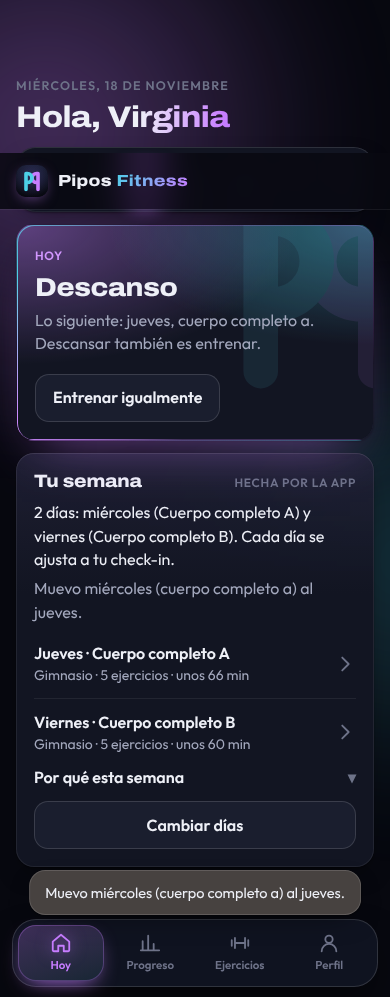 MIÉRCOLES, 18 DE NOVIEMBRE
Hola, Virginia
Pipos Fitness
HOY
Descanso
Lo siguiente: jueves, cuerpo completo a.
Descansar también es entrenar.
Entrenar igualmente
Tu semana
HECHA POR LA APP
2 días: miércoles (Cuerpo completo A) y
viernes (Cuerpo completo B). Cada día se
ajusta a tu check-in.
Muevo miércoles (cuerpo completo a) al
jueves.
Jueves · Cuerpo completo A
Gimnasio · 5 ejercicios · unos 66 min
Viernes · Cuerpo completo B
Gimnasio · 5 ejercicios · unos 60 min
Por qué esta semana
Cambiar días
Muevo miércoles (cuerpo completo a) al jueves.
Hoy
Progreso
Ejercicios
Perfil